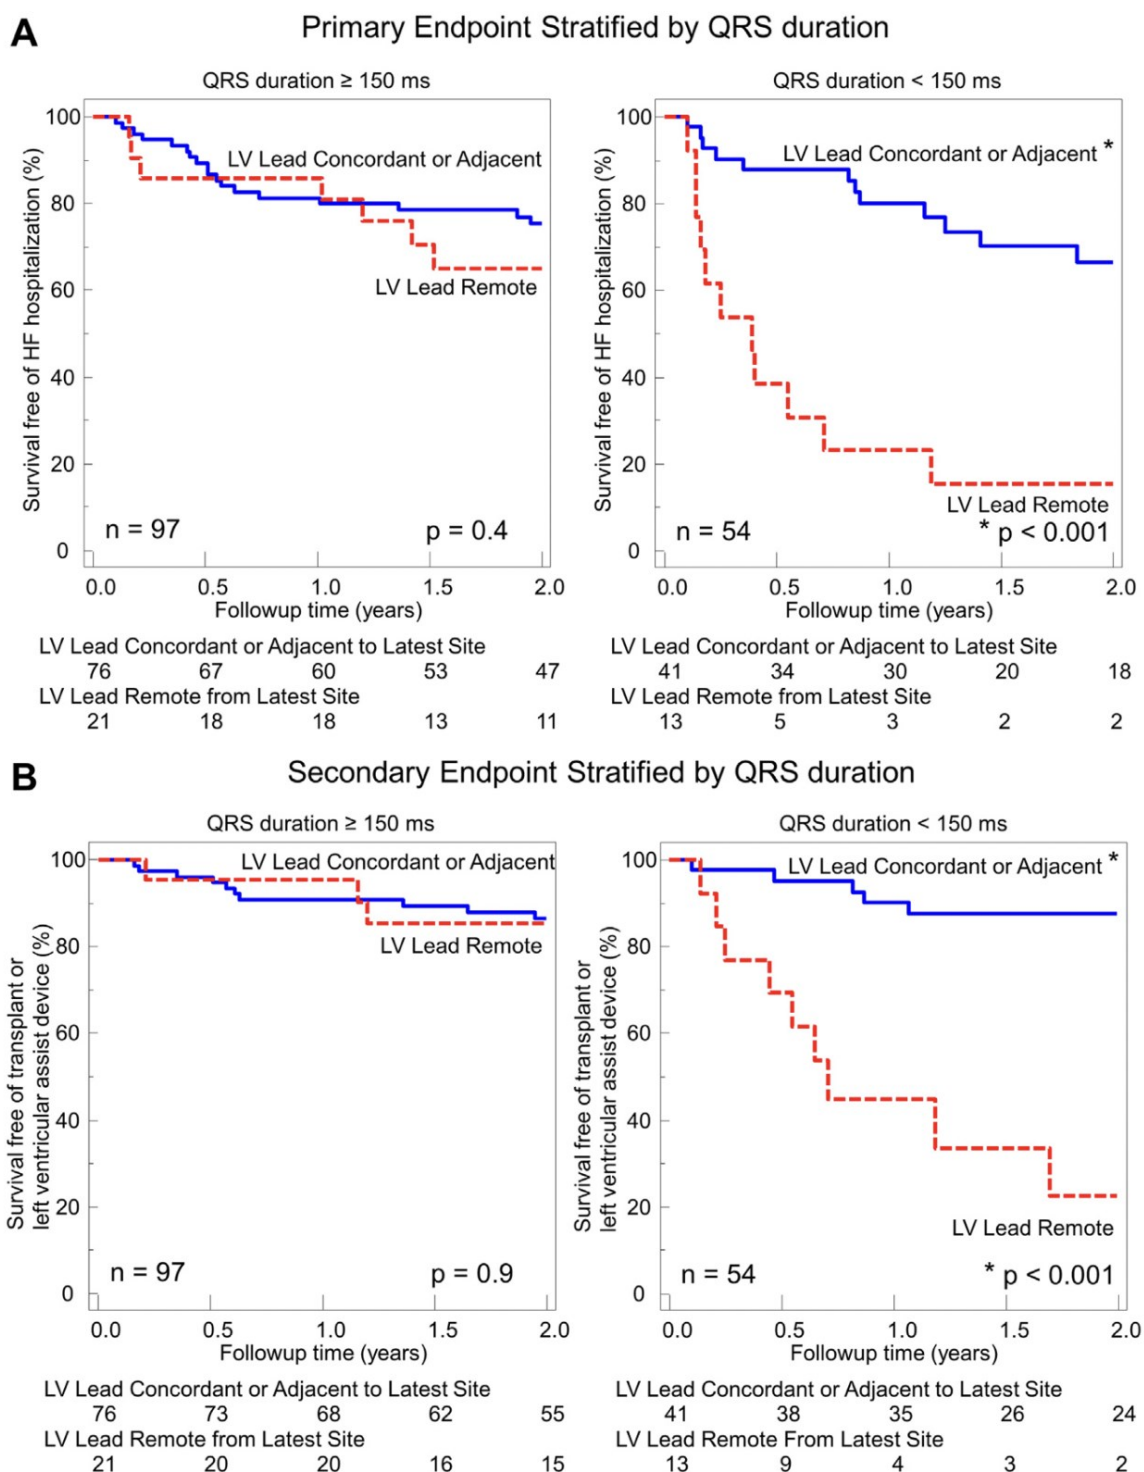 A
Primary Endpoint Stratified by QRS duration
QRS duration ≥ 150 ms
Survival free of HF hospitalization (%)
100
80
60
40
20
0
LV Lead Concordant or Adjacent
LV Lead Remote
n = 97
p = 0.4
0.0 0.5 1.0 1.5 2.0
Followup time (years)
LV Lead Concordant or Adjacent to Latest Site
76 67 60 53 47
LV Lead Remote from Latest Site
21 18 18 13 11
QRS duration < 150 ms
Survival free of HF hospitalization (%)
100
80
60
40
20
0
LV Lead Concordant or Adjacent *
LV Lead Remote
n = 54
* p < 0.001
0.0 0.5 1.0 1.5 2.0
Followup time (years)
LV Lead Concordant or Adjacent to Latest Site
41 34 30 20 18
LV Lead Remote from Latest Site
13 5 3 2 2
B
Secondary Endpoint Stratified by QRS duration
QRS duration ≥ 150 ms
Survival free of transplant or
left ventricular assist device (%)
100
80
60
40
20
0
LV Lead Concordant or Adjacent
LV Lead Remote
n = 97
p = 0.9
0.0 0.5 1.0 1.5 2.0
Followup time (years)
LV Lead Concordant or Adjacent to Latest Site
76 73 68 62 55
LV Lead Remote from Latest Site
21 20 20 16 15
QRS duration < 150 ms
Survival free of transplant or
left ventricular assist device (%)
100
80
60
40
20
0
LV Lead Concordant or Adjacent *
LV Lead Remote
n = 54
* p < 0.001
0.0 0.5 1.0 1.5 2.0
Followup time (years)
LV Lead Concordant or Adjacent to Latest Site
41 38 35 26 24
LV Lead Remote From Latest Site
13 9 4 3 2